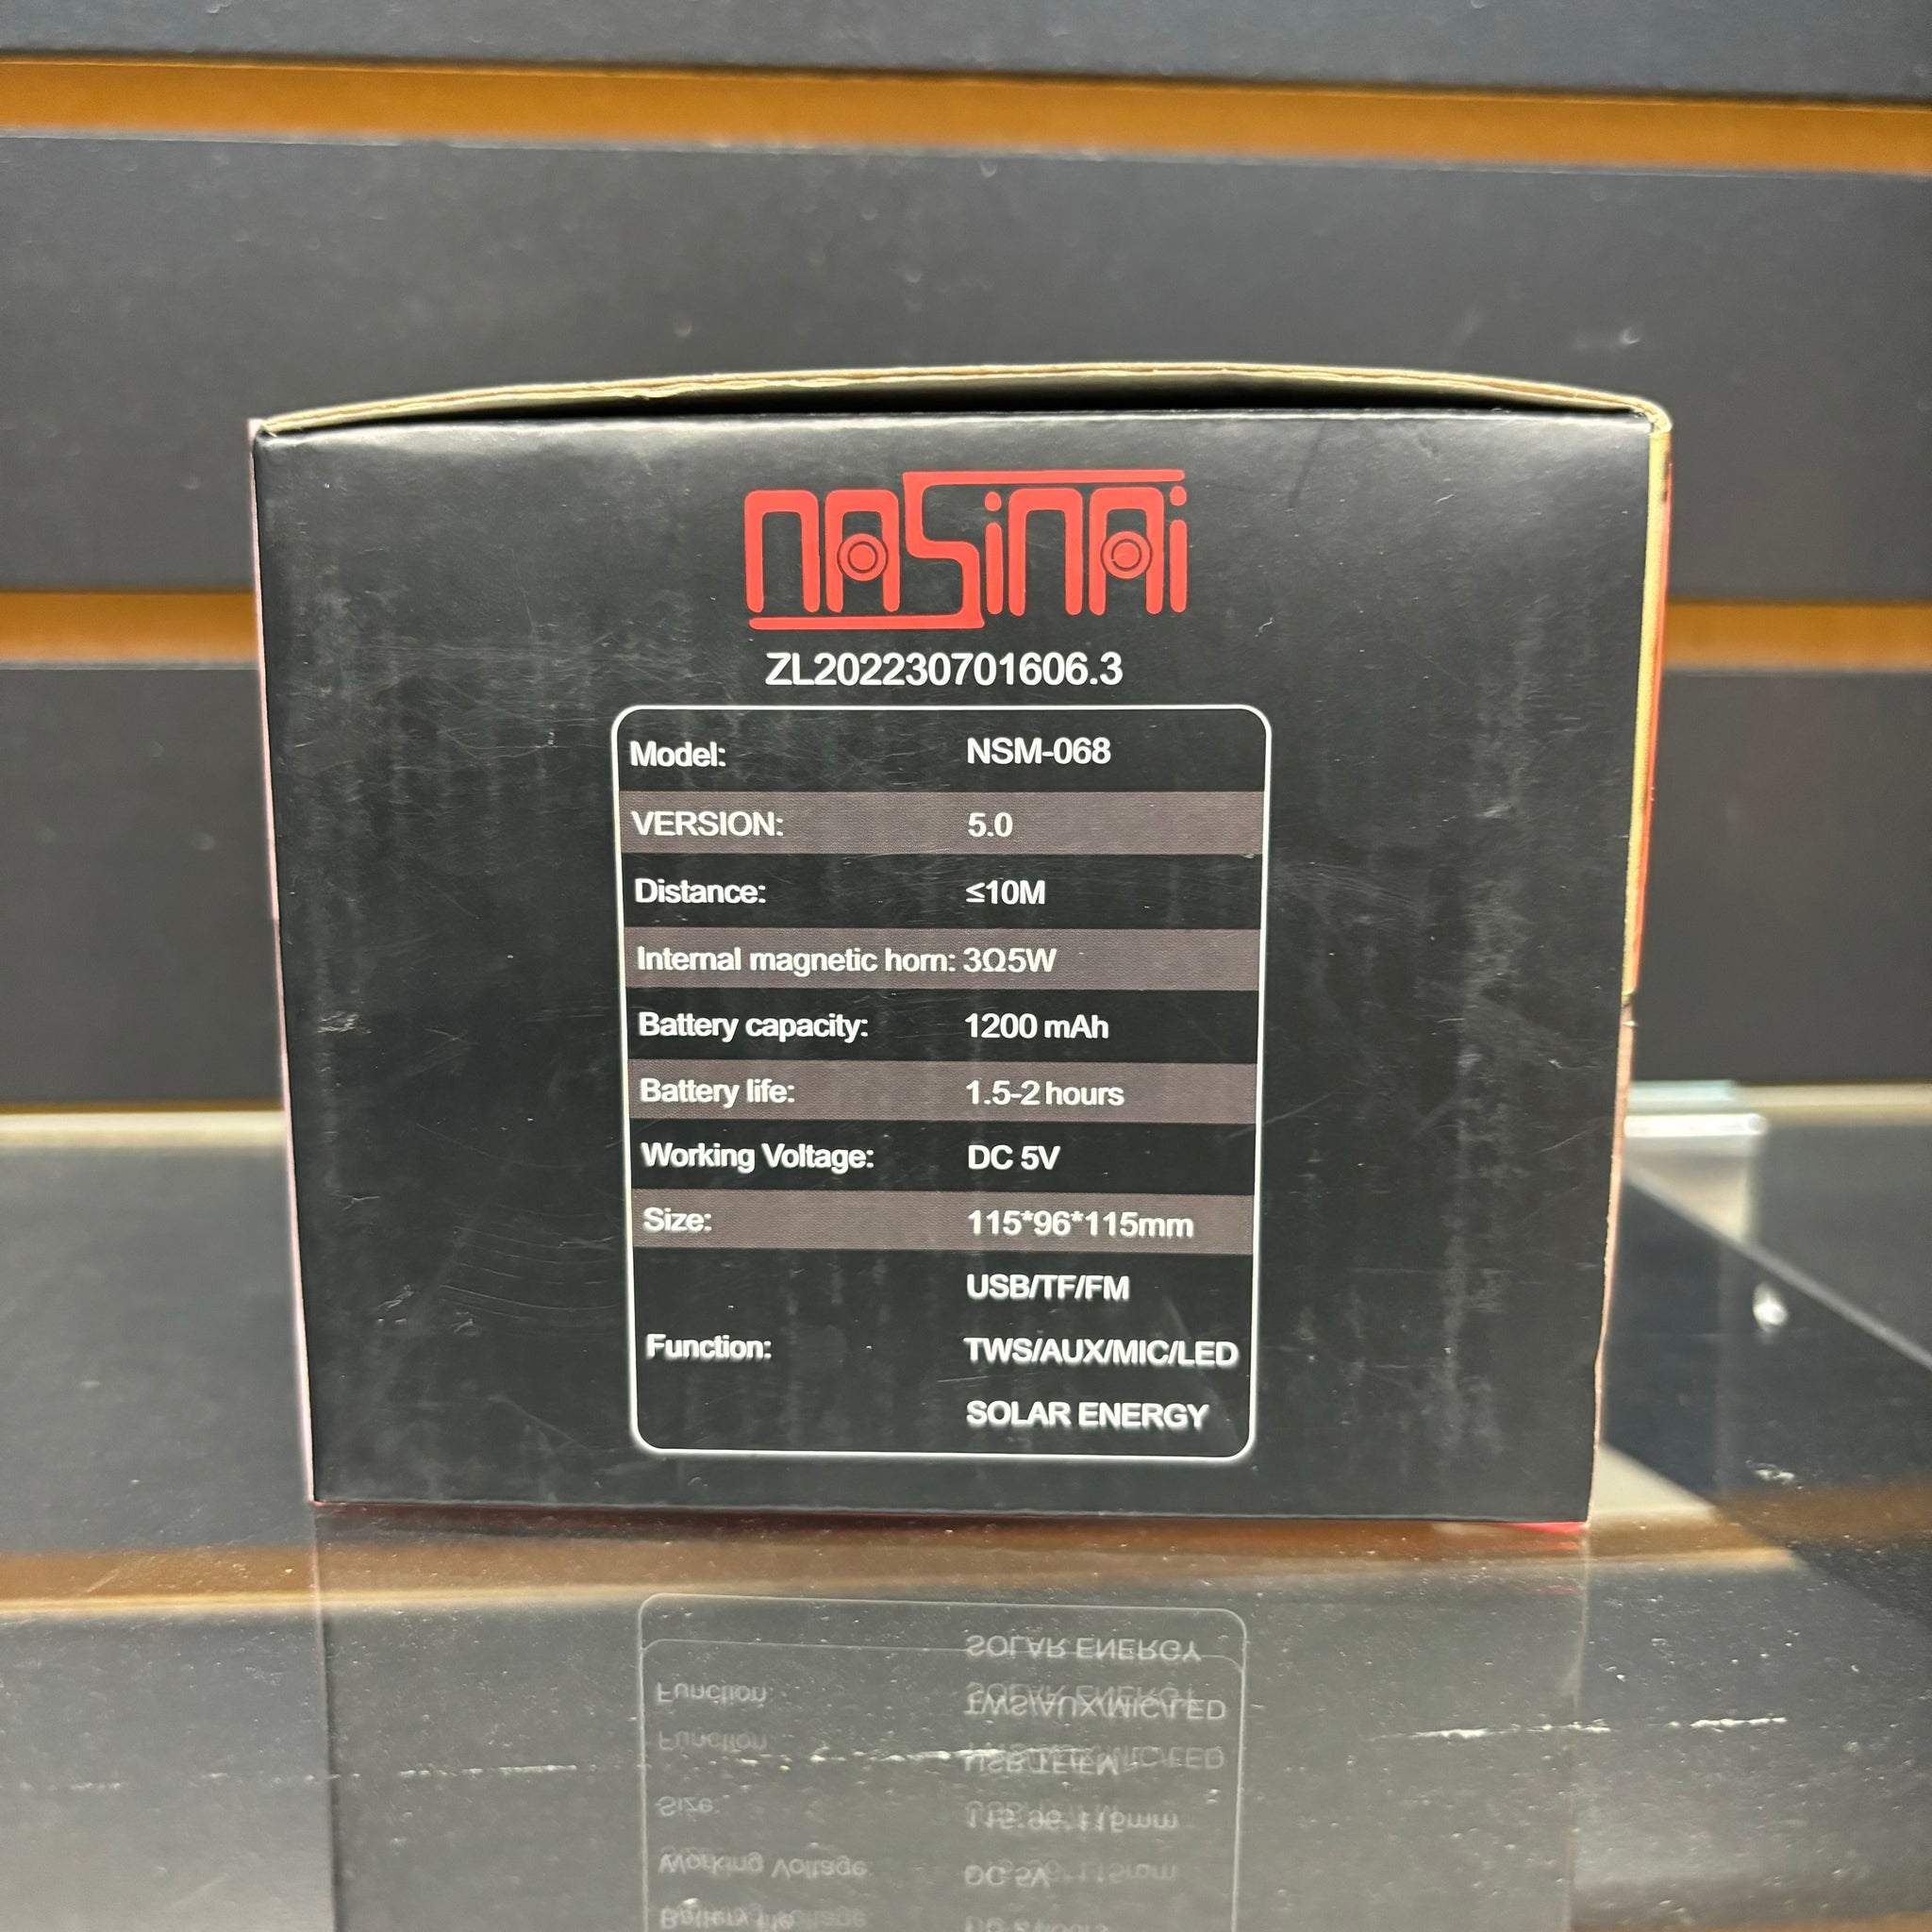 NASiNAi
ZL202230701606.3
Model: NSM-068
VERSION: 5.0
Distance: ≤10M
Internal magnetic horn: 3Ω5W
Battery capacity: 1200 mAh
Battery life: 1.5-2 hours
Working Voltage: DC 5V
Size: 115*96*115mm
USB/TF/FM
Function: TWS/AUX/MIC/LED
SOLAR ENERGY